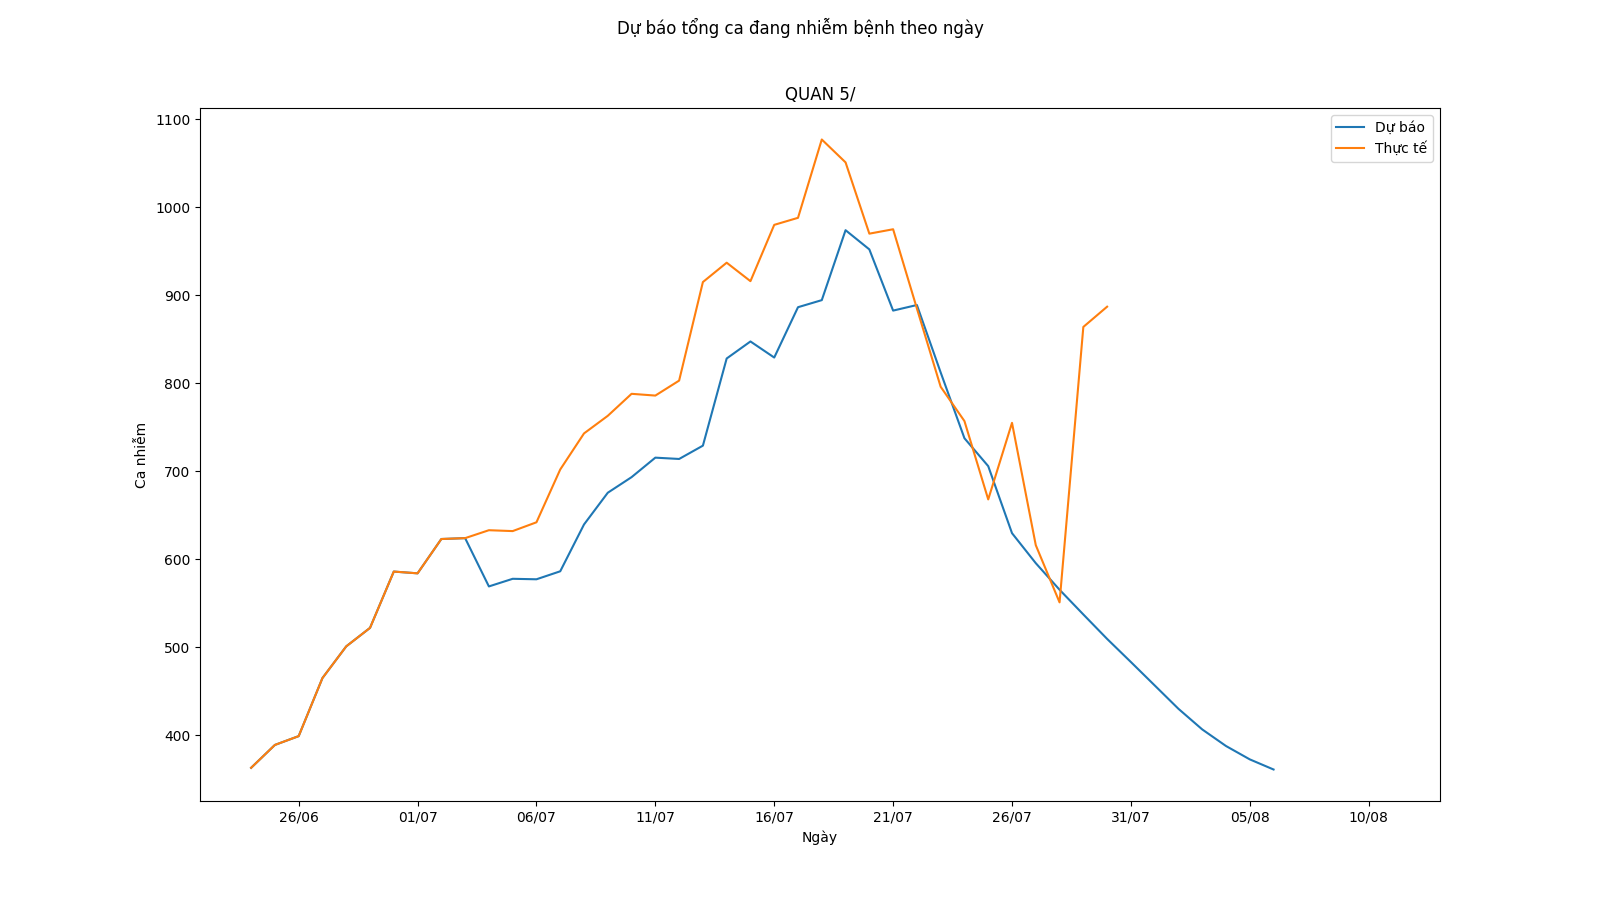 Dự báo tổng ca đang nhiễm bệnh theo ngày
QUAN 5/
Dự báo
Thực tế
1100
1000
900
800
700
600
500
400
Ca nhiễm
26/06 01/07 06/07 11/07 16/07 21/07 26/07 31/07 05/08 10/08
Ngày